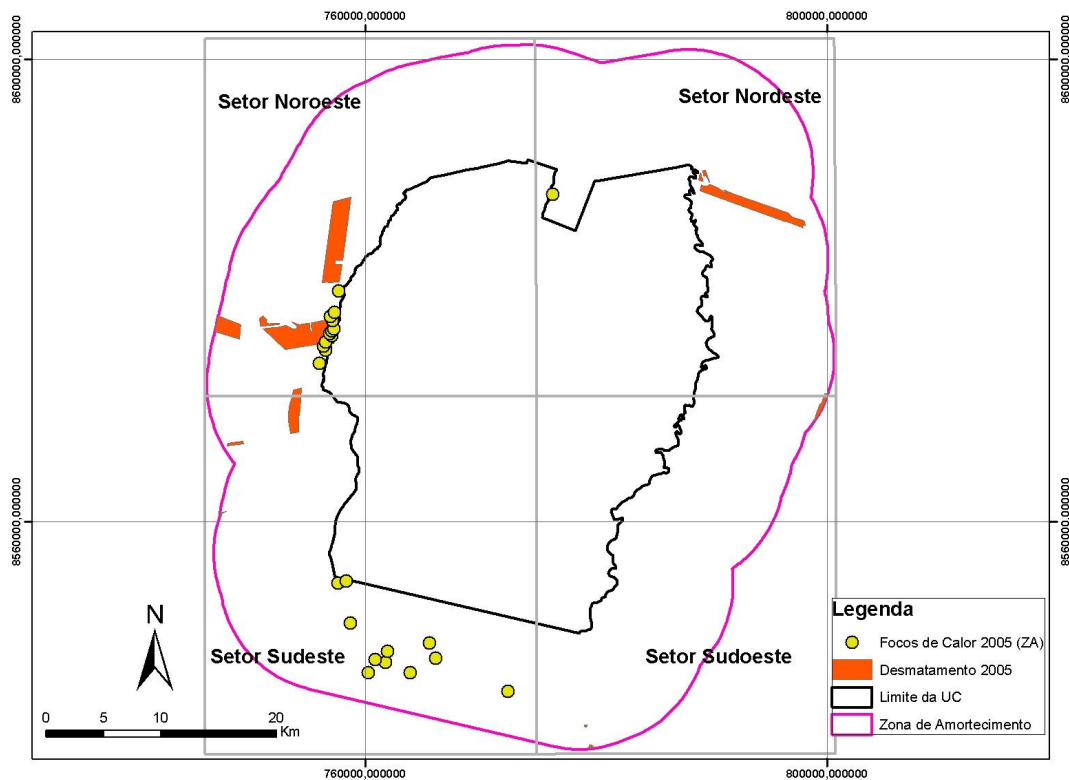 760000,000000
800000,000000
8600000,000000
8600000,000000
Setor Noroeste
Setor Nordeste
8560000,000000
8560000,000000
N
Setor Sudeste
Setor Sudoeste
Legenda
Focos de Calor 2005 (ZA)
Desmatamento 2005
Limite da UC
Zona de Amortecimento
0
5
10
20
Km
760000,000000
800000,000000